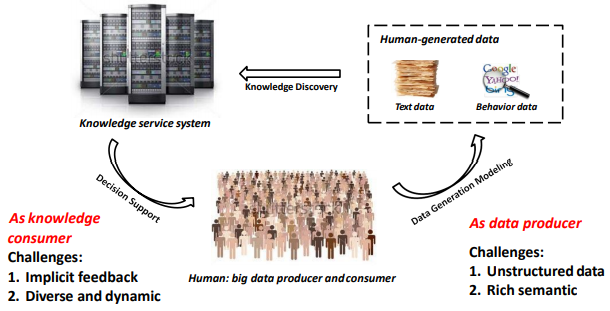 Human-generated data
Google
YAHOO!
Text data
Behavior data
Knowledge Discovery
Knowledge service system
Decision Support
Data Generation Modeling
As knowledge
consumer
Challenges:
1. Implicit feedback
2. Diverse and dynamic
Human: big data producer and consumer
As data producer
Challenges:
1. Unstructured data
2. Rich semantic